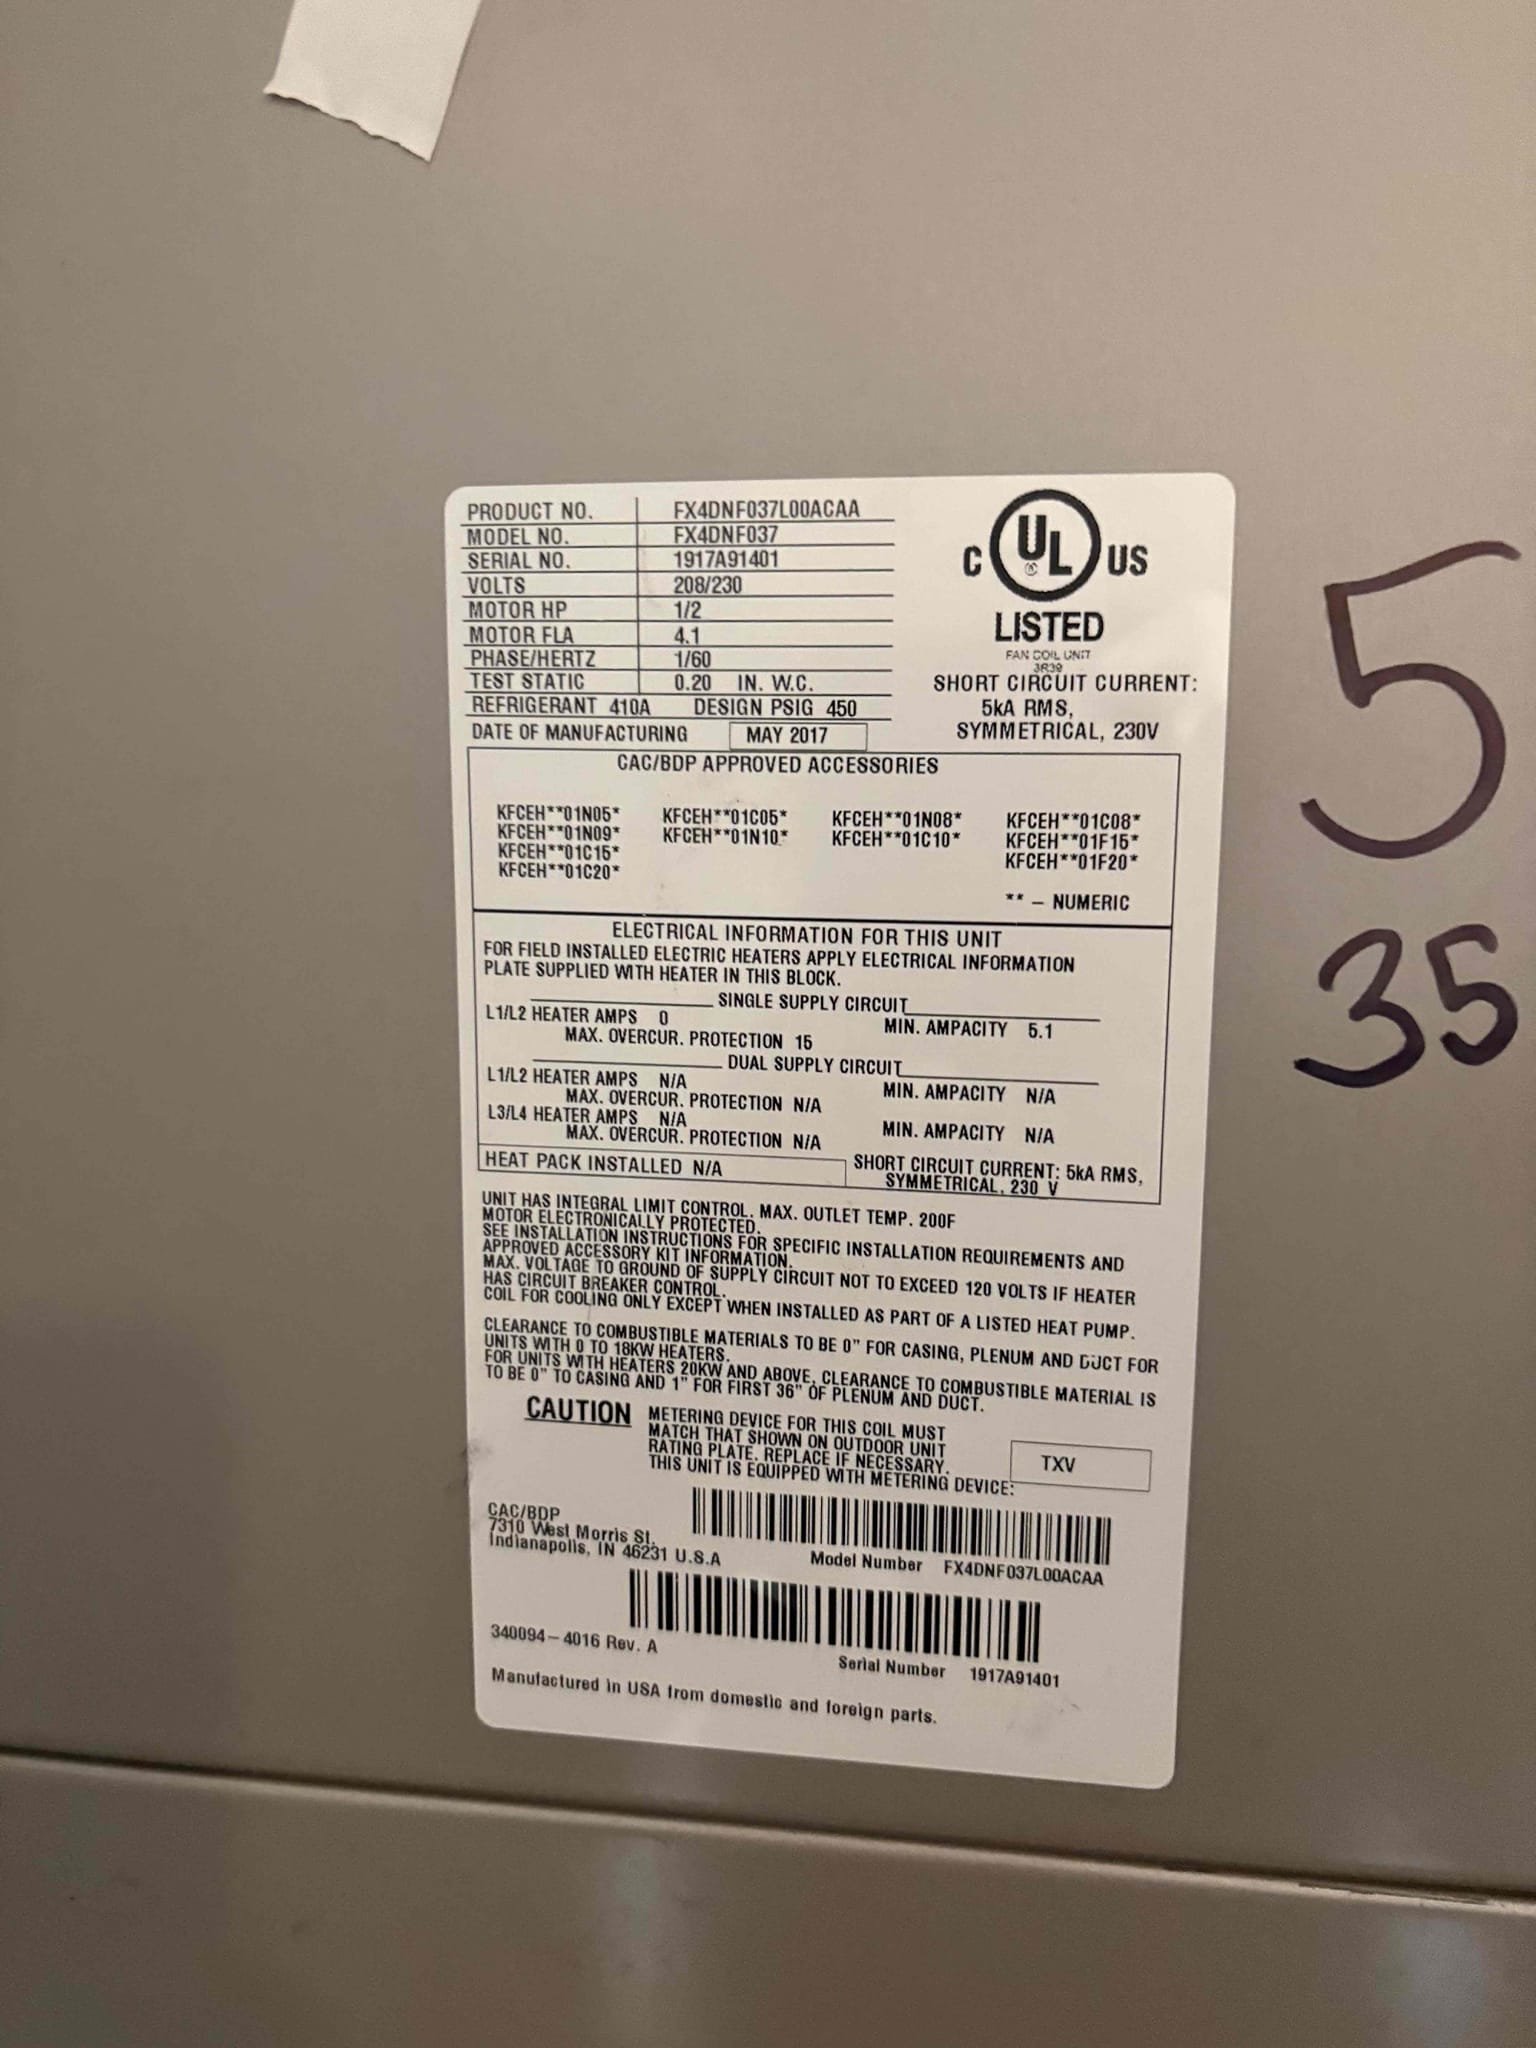 PRODUCT NO. FX4DNF037L00ACAA
MODEL NO. FX4DNF037
SERIAL NO. 1917A91401
VOLTS 208/230
MOTOR HP 1/2
MOTOR FLA 4.1
PHASE/HERTZ 1/60
TEST STATIC 0.20 IN. W.C.
REFRIGERANT 410A DESIGN PSIG 450
DATE OF MANUFACTURING MAY 2017
C UL US
®
LISTED
FAN COIL UNIT
3R39
SHORT CIRCUIT CURRENT:
5kA RMS,
SYMMETRICAL, 230V
CAC/BDP APPROVED ACCESSORIES
KFCEH**01N05* KFCEH**01C05* KFCEH**01N08* KFCEH**01C08*
KFCEH**01N09* KFCEH**01N10* KFCEH**01C10* KFCEH**01F15*
KFCEH**01C15* KFCEH**01F20*
KFCEH**01C20*
** – NUMERIC
ELECTRICAL INFORMATION FOR THIS UNIT
FOR FIELD INSTALLED ELECTRIC HEATERS APPLY ELECTRICAL INFORMATION
PLATE SUPPLIED WITH HEATER IN THIS BLOCK.
SINGLE SUPPLY CIRCUIT
L1/L2 HEATER AMPS 0 MIN. AMPACITY 5.1
MAX. OVERCUR. PROTECTION 15
DUAL SUPPLY CIRCUIT
L1/L2 HEATER AMPS N/A MIN. AMPACITY N/A
MAX. OVERCUR. PROTECTION N/A
L3/L4 HEATER AMPS N/A MIN. AMPACITY N/A
MAX. OVERCUR. PROTECTION N/A
HEAT PACK INSTALLED N/A
SHORT CIRCUIT CURRENT: 5kA RMS,
SYMMETRICAL, 230 V
UNIT HAS INTEGRAL LIMIT CONTROL. MAX. OUTLET TEMP. 200F
MOTOR ELECTRONICALLY PROTECTED.
SEE INSTALLATION INSTRUCTIONS FOR SPECIFIC INSTALLATION REQUIREMENTS AND
APPROVED ACCESSORY KIT INFORMATION.
MAX. VOLTAGE TO GROUND OF SUPPLY CIRCUIT NOT TO EXCEED 120 VOLTS IF HEATER
HAS CIRCUIT BREAKER CONTROL.
COIL FOR COOLING ONLY EXCEPT WHEN INSTALLED AS PART OF A LISTED HEAT PUMP.
CLEARANCE TO COMBUSTIBLE MATERIALS TO BE 0" FOR CASING, PLENUM AND DUCT FOR
UNITS WITH 0 TO 18KW HEATERS.
FOR UNITS WITH HEATERS 20KW AND ABOVE, CLEARANCE TO COMBUSTIBLE MATERIAL IS
TO BE 0" TO CASING AND 1" FOR FIRST 36" OF PLENUM AND DUCT.
CAUTION
METERING DEVICE FOR THIS COIL MUST
MATCH THAT SHOWN ON OUTDOOR UNIT
RATING PLATE. REPLACE IF NECESSARY.
THIS UNIT IS EQUIPPED WITH METERING DEVICE:
TXV
CAC/BDP
7310 West Morris St.
Indianapolis, IN 46231 U.S.A
Model Number FX4DNF037L00ACAA
340094-4016 Rev. A
Serial Number 1917A91401
Manufactured in USA from domestic and foreign parts.
5
35